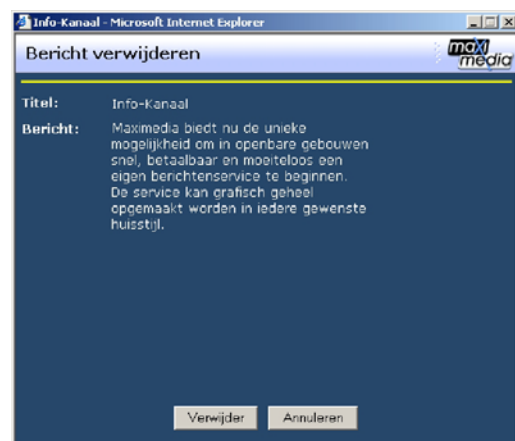 Info-Kanaal - Microsoft Internet Explorer
Bericht verwijderen
maxi
media
Titel: Info-Kanaal
Bericht: Maximedia biedt nu de unieke
mogelijkheid om in openbare gebouwen
snel, betaalbaar en moeiteloos een
eigen berichtenservice te beginnen.
De service kan grafisch geheel
opgemaakt worden in iedere gewenste
huisstijl.
Verwijder Annuleren